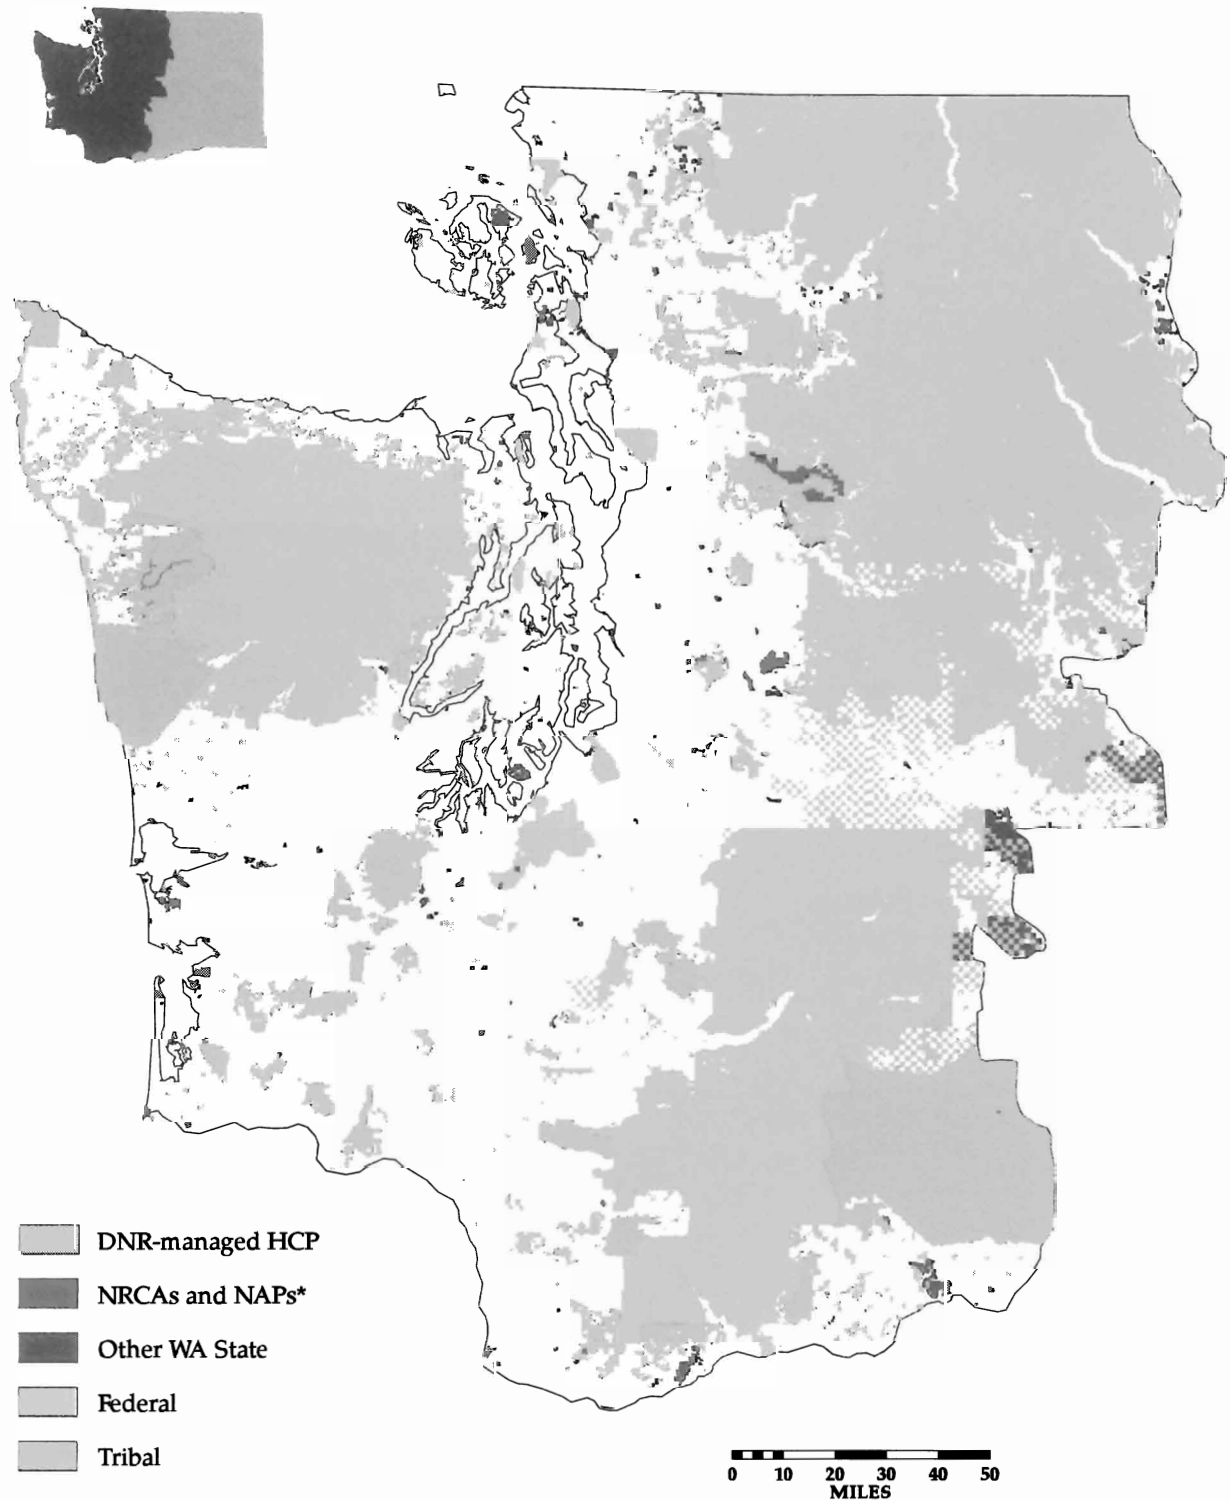 DNR-managed HCP
NRCAs and NAPs*
Other WA State
Federal
Tribal
0 10 20 30 40 50
MILES